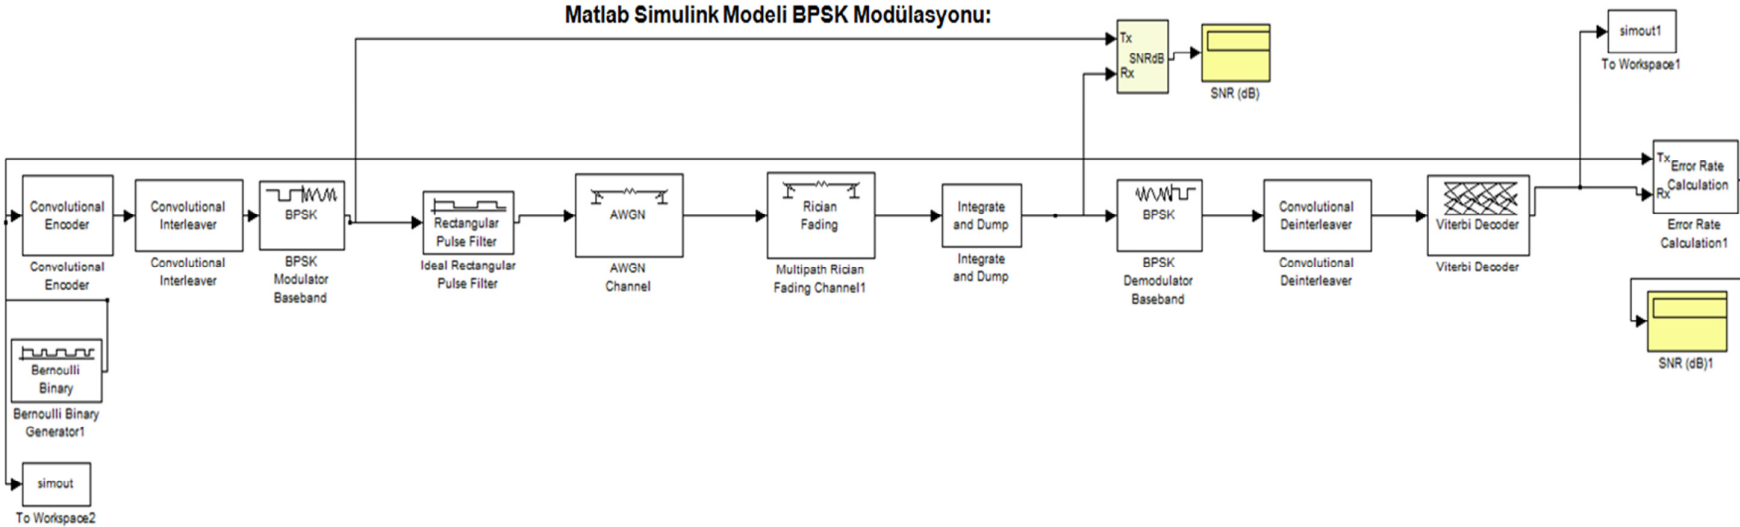 Matlab Simulink Modeli BPSK Modülasyonu:
Tx
SNRdB
Rx
SNR (dB)
simout1
To Workspace1
Convolutional
Encoder
Convolutional
Encoder
Convolutional
Interleaver
Convolutional
Interleaver
BPSK
BPSK
Modulator
Baseband
Rectangular
Pulse Filter
Ideal Rectangular
Pulse Filter
AWGN
AWGN
Channel
Rician
Fading
Multipath Rician
Fading Channel1
Integrate
and Dump
Integrate
and Dump
BPSK
BPSK
Demodulator
Baseband
Convolutional
Deinterleaver
Convolutional
Deinterleaver
Viterbi Decoder
Viterbi Decoder
Tx
Error Rate
Calculation
Rx
Error Rate
Calculation1
SNR (dB)1
Bernoulli
Binary
Bernoulli Binary
Generator1
simout
To Workspace2